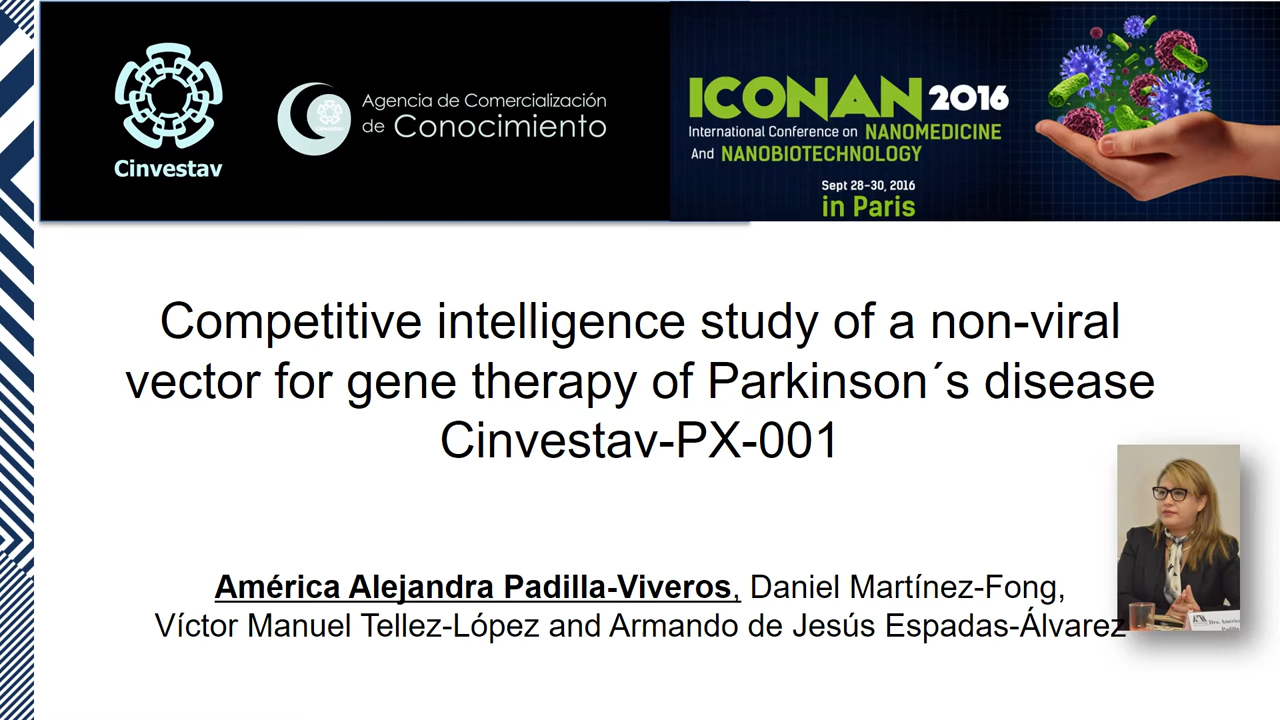 Cinvestav
Agencia de Comercialización
de Conocimiento
ICONAN 2016
International Conference on NANOMEDICINE
And NANOBIOTECHNOLOGY
Sept 28-30, 2016
in Paris
Competitive intelligence study of a non-viral
vector for gene therapy of Parkinson´s disease
Cinvestav-PX-001
América Alejandra Padilla-Viveros, Daniel Martínez-Fong,
Víctor Manuel Tellez-López and Armando de Jesús Espadas-Álvarez